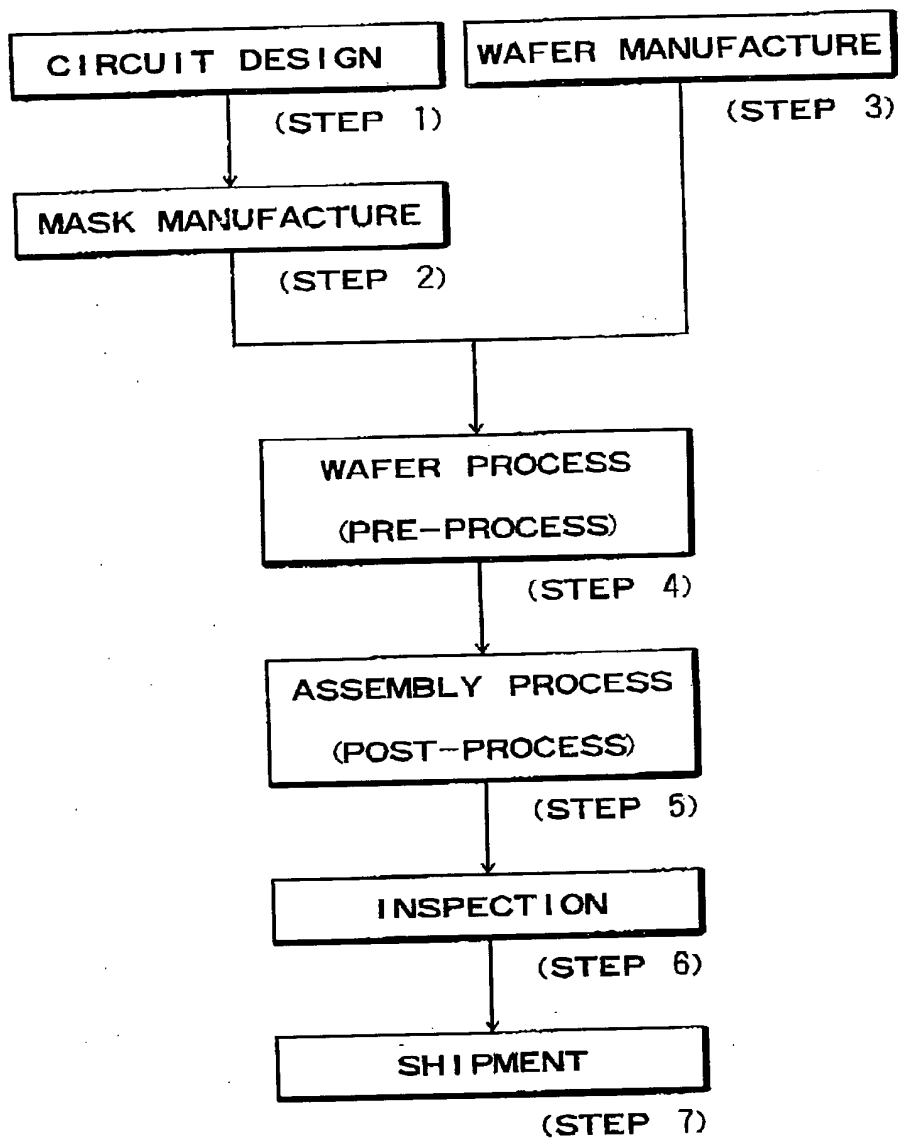 CIRCUIT DESIGN
(STEP 1)
WAFER MANUFACTURE
(STEP 3)
MASK MANUFACTURE
(STEP 2)
WAFER PROCESS
(PRE-PROCESS)
(STEP 4)
ASSEMBLY PROCESS
(POST-PROCESS)
(STEP 5)
INSPECTION
(STEP 6)
SHIPMENT
(STEP 7)